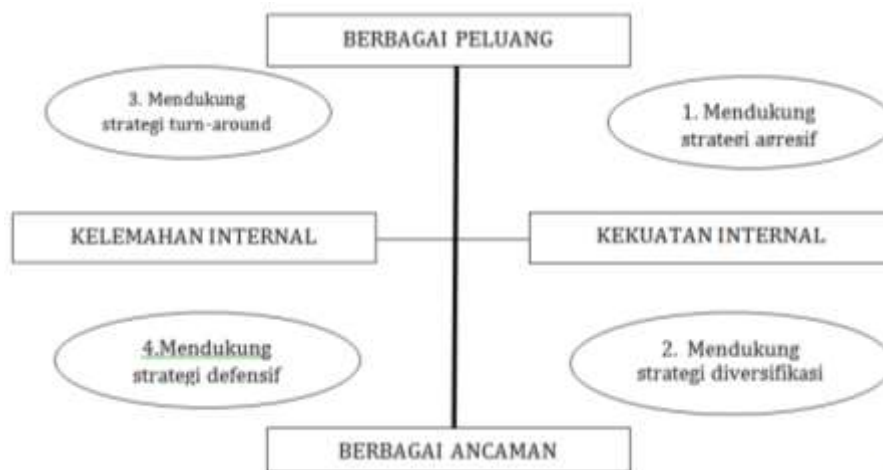 BERBAGAI PELUANG
3. Mendukung
strategi turn-around
1. Mendukung
strategi agresif
KELEMAHAN INTERNAL
KEKUATAN INTERNAL
4.Mendukung
strategi defensif
2. Mendukung
strategi diversifikasi
BERBAGAI ANCAMAN